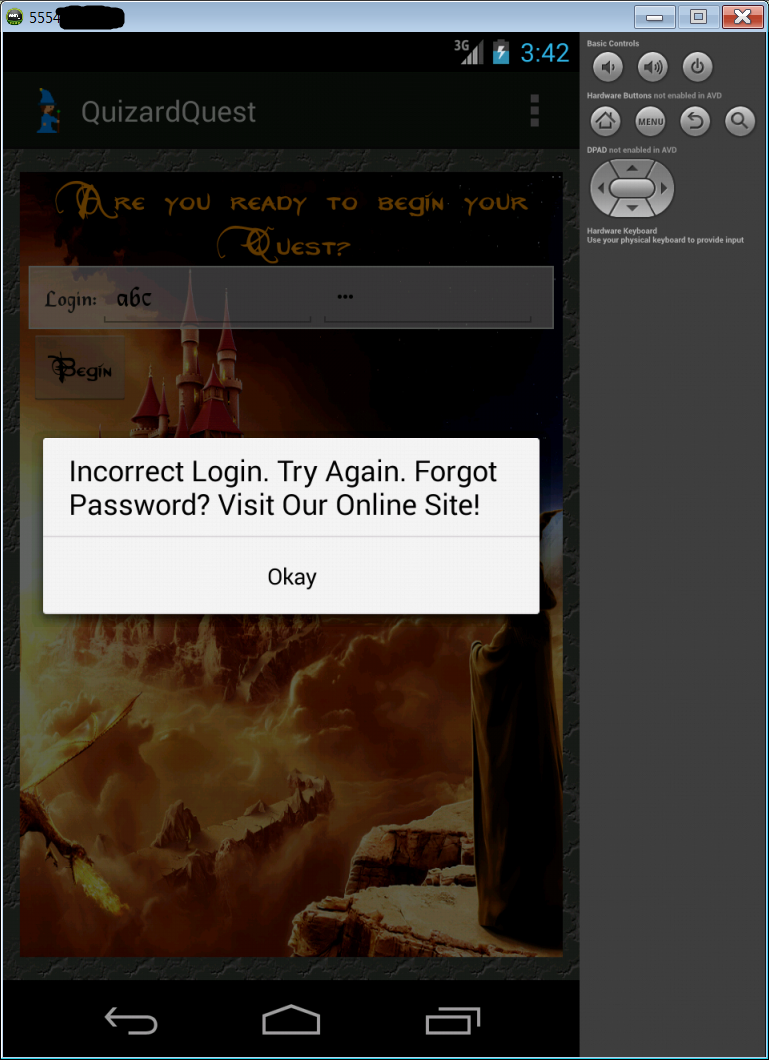 5554
3G
3:42
Basic Controls
Hardware Buttons not enabled in AVD
MENU
DPAD not enabled in AVD
Hardware Keyboard
Use your physical keyboard to provide input
QuizardQuest
Are you ready to begin your
Quest?
Login: abc •••
Begin
Incorrect Login. Try Again. Forgot
Password? Visit Our Online Site!
Okay